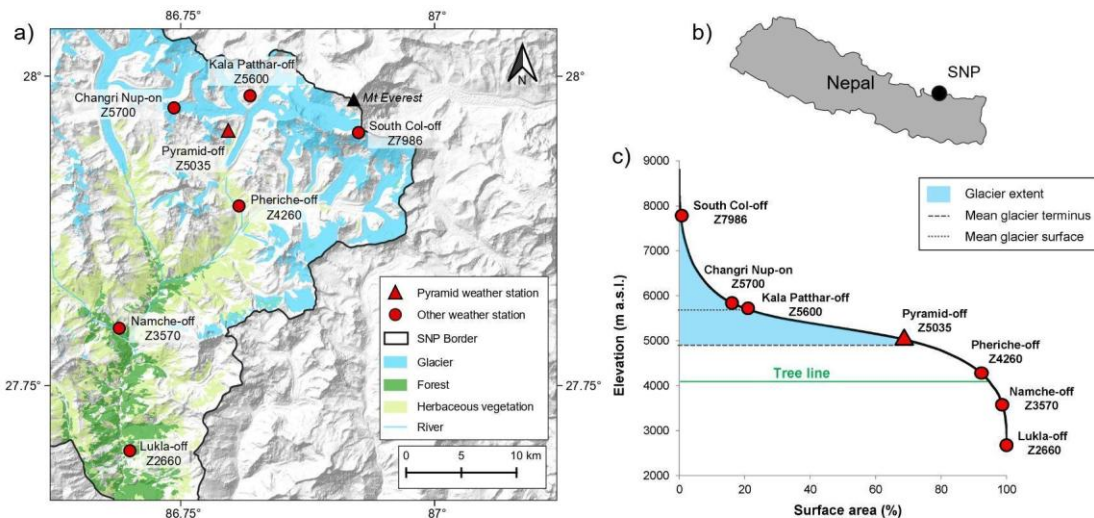 a)
86.75°
87°
28°
28°
Kala Patthar-off
Z5600
Changri Nup-on
Z5700
Mt Everest
South Col-off
Z7986
Pyramid-off
Z5035
Pheriche-off
Z4260
Namche-off
Z3570
27.75°
27.75°
Lukla-off
Z2660
N
Pyramid weather station
Other weather station
SNP Border
Glacier
Forest
Herbaceous vegetation
River
0 5 10 km
86.75°
87°
b)
Nepal
SNP
c)
Elevation (m a.s.l.)
9000
8000
7000
6000
5000
4000
3000
2000
South Col-off
Z7986
Changri Nup-on
Z5700
Kala Patthar-off
Z5600
Pyramid-off
Z5035
Pheriche-off
Z4260
Tree line
Namche-off
Z3570
Lukla-off
Z2660
Glacier extent
Mean glacier terminus
Mean glacier surface
0 20 40 60 80 100
Surface area (%)